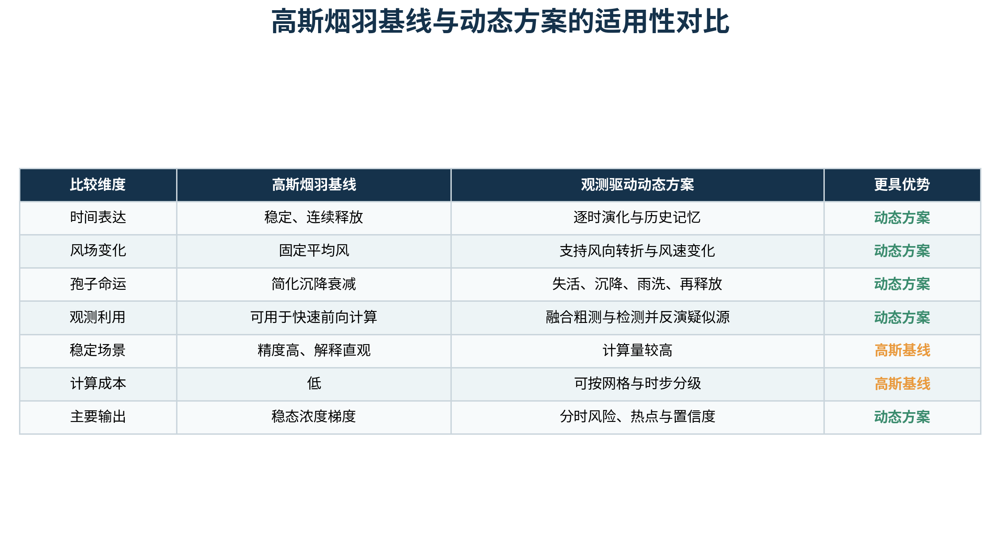 高斯烟羽基线与动态方案的适用性对比
比较维度 高斯烟羽基线 观测驱动动态方案 更具优势
时间表达 稳定、连续释放 逐时演化与历史记忆 动态方案
风场变化 固定平均风 支持风向转折与风速变化 动态方案
孢子命运 简化沉降衰减 失活、沉降、雨洗、再释放 动态方案
观测利用 可用于快速前向计算 融合粗测与检测并反演疑似源 动态方案
稳定场景 精度高、解释直观 计算量较高 高斯基线
计算成本 低 可按网格与时步分级 高斯基线
主要输出 稳态浓度梯度 分时风险、热点与置信度 动态方案